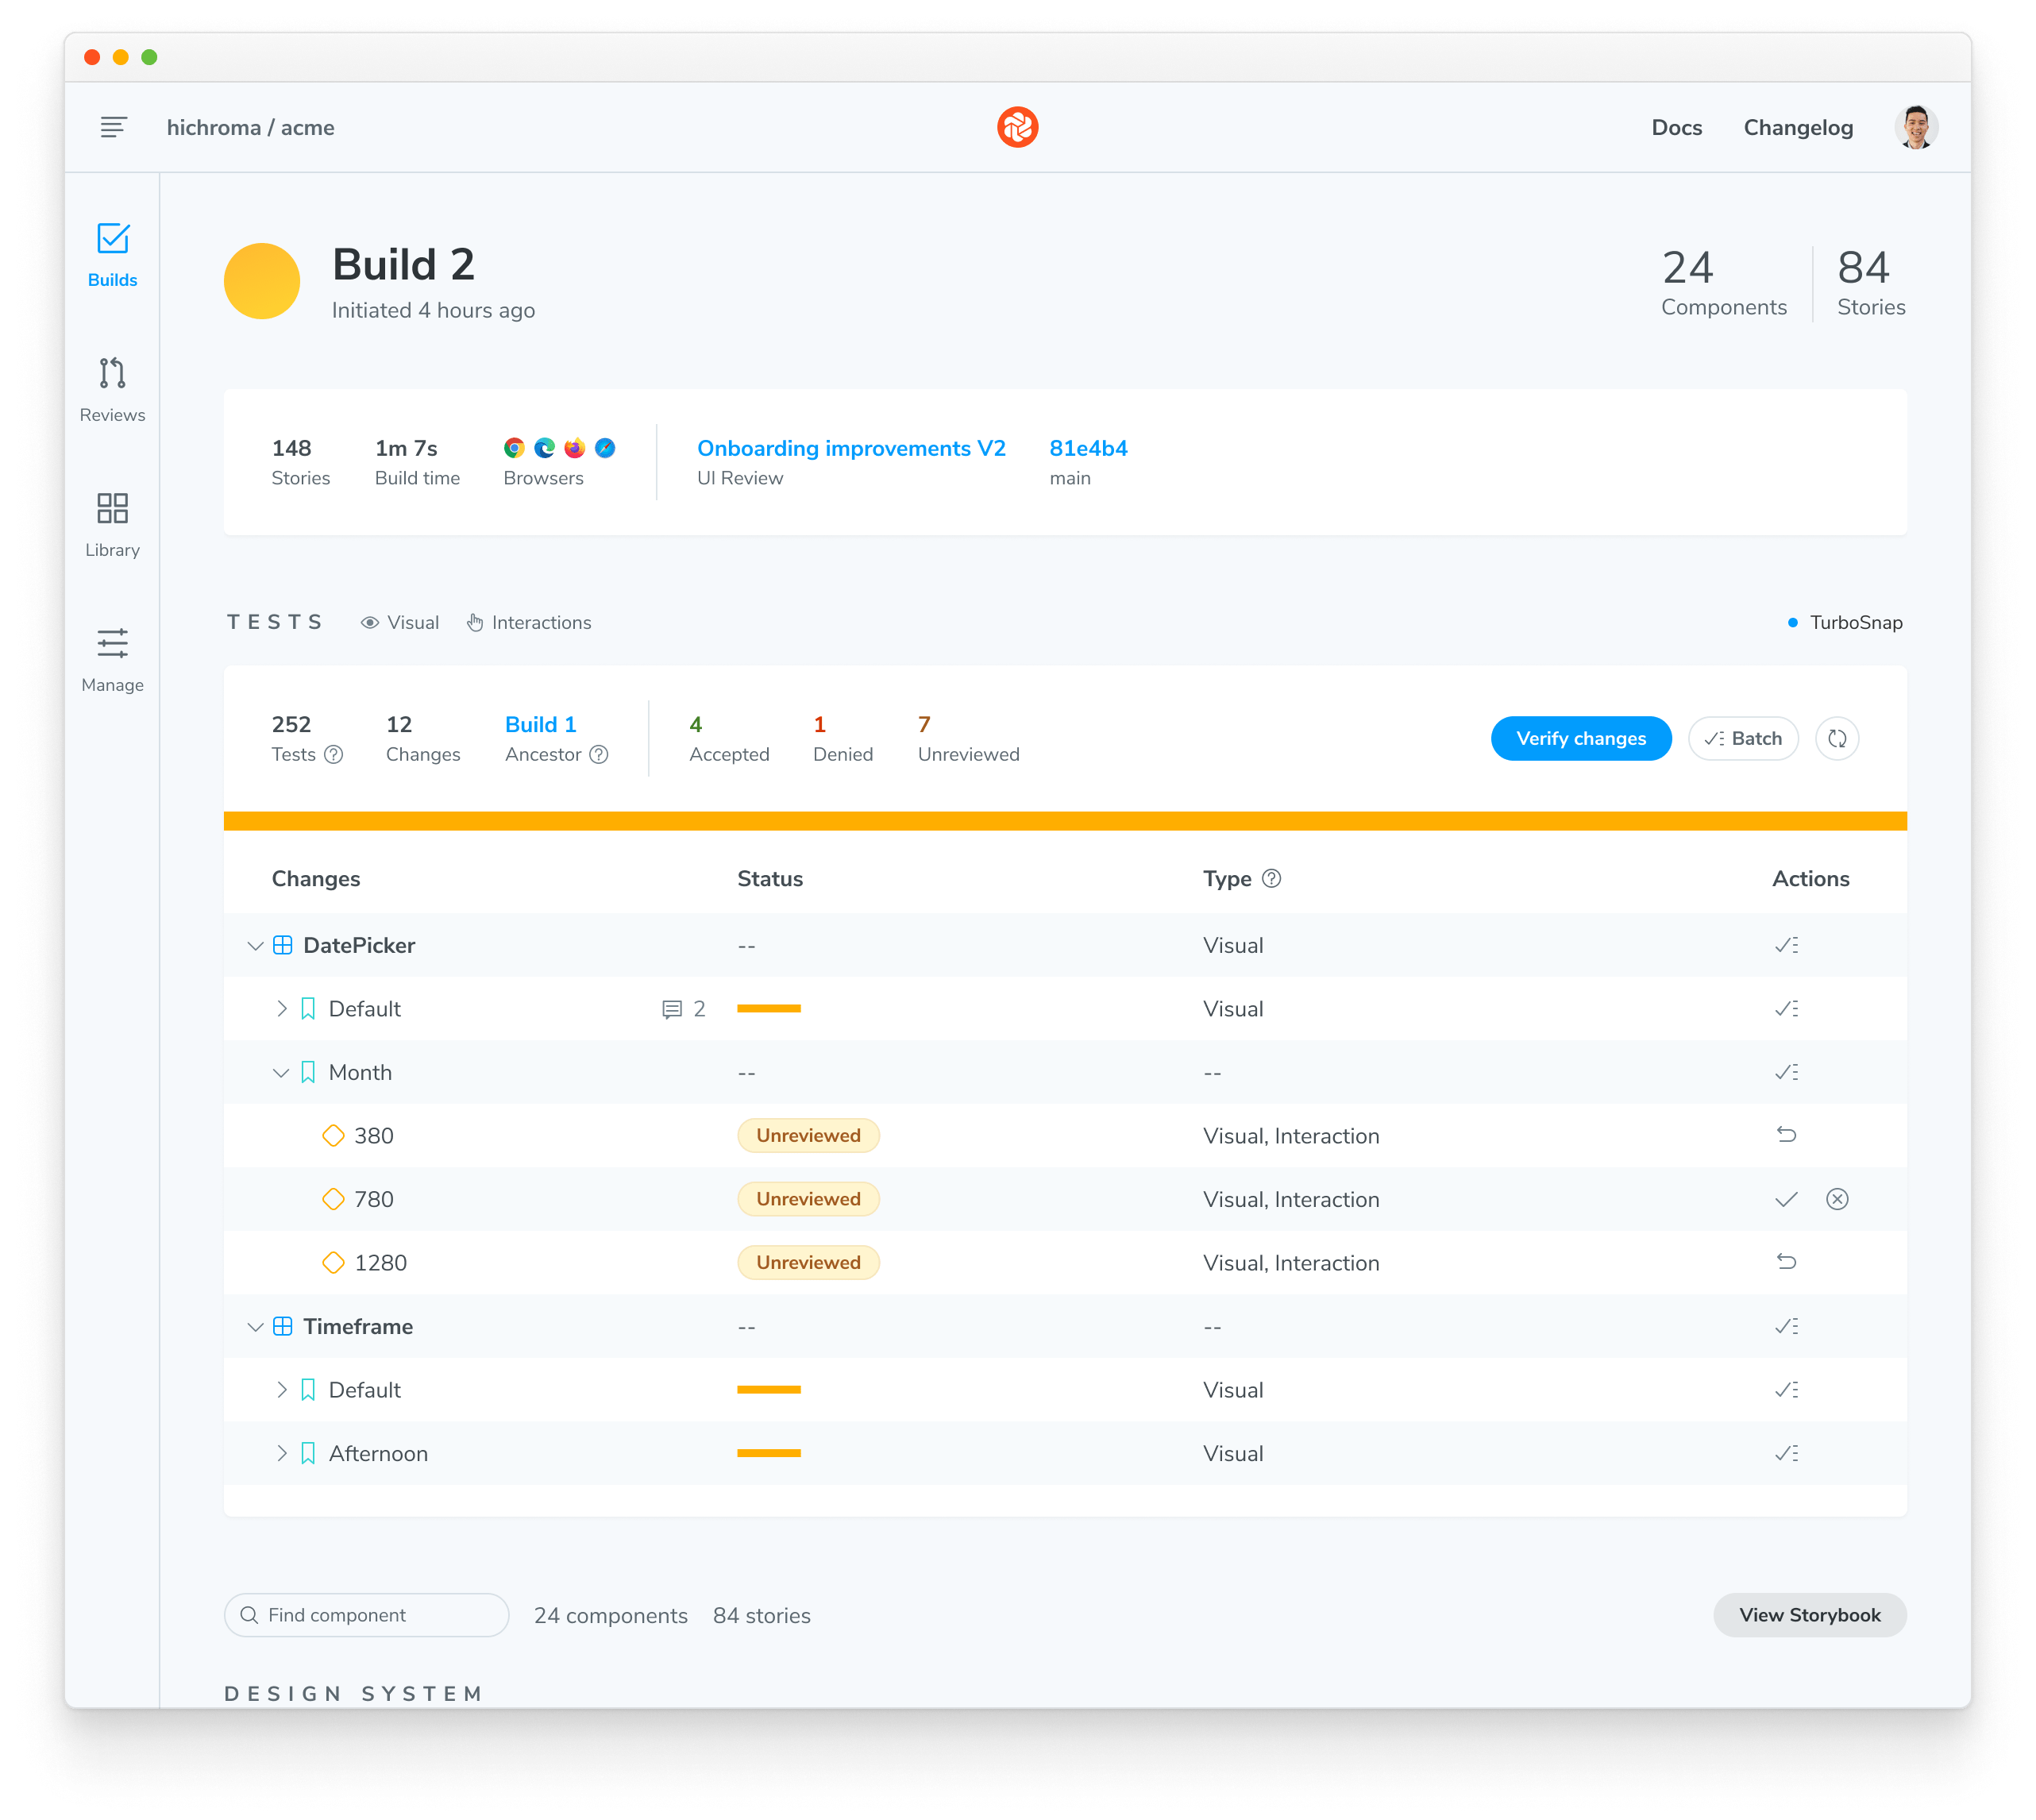 hichroma / acme
Docs Changelog
Builds
Reviews
Library
Manage
Build 2
Initiated 4 hours ago
24 84
Components Stories
148 1m 7s Onboarding improvements V2 81e4b4
Stories Build time Browsers UI Review main
TESTS Visual Interactions TurboSnap
252 12 Build 1 4 1 7
Tests ? Changes Ancestor ? Accepted Denied Unreviewed
Verify changes Batch
Changes Status Type ? Actions
DatePicker -- Visual
Default 2 Visual
Month -- --
380 Unreviewed Visual, Interaction
780 Unreviewed Visual, Interaction
1280 Unreviewed Visual, Interaction
Timeframe -- --
Default Visual
Afternoon Visual
Find component 24 components 84 stories View Storybook
DESIGN SYSTEM